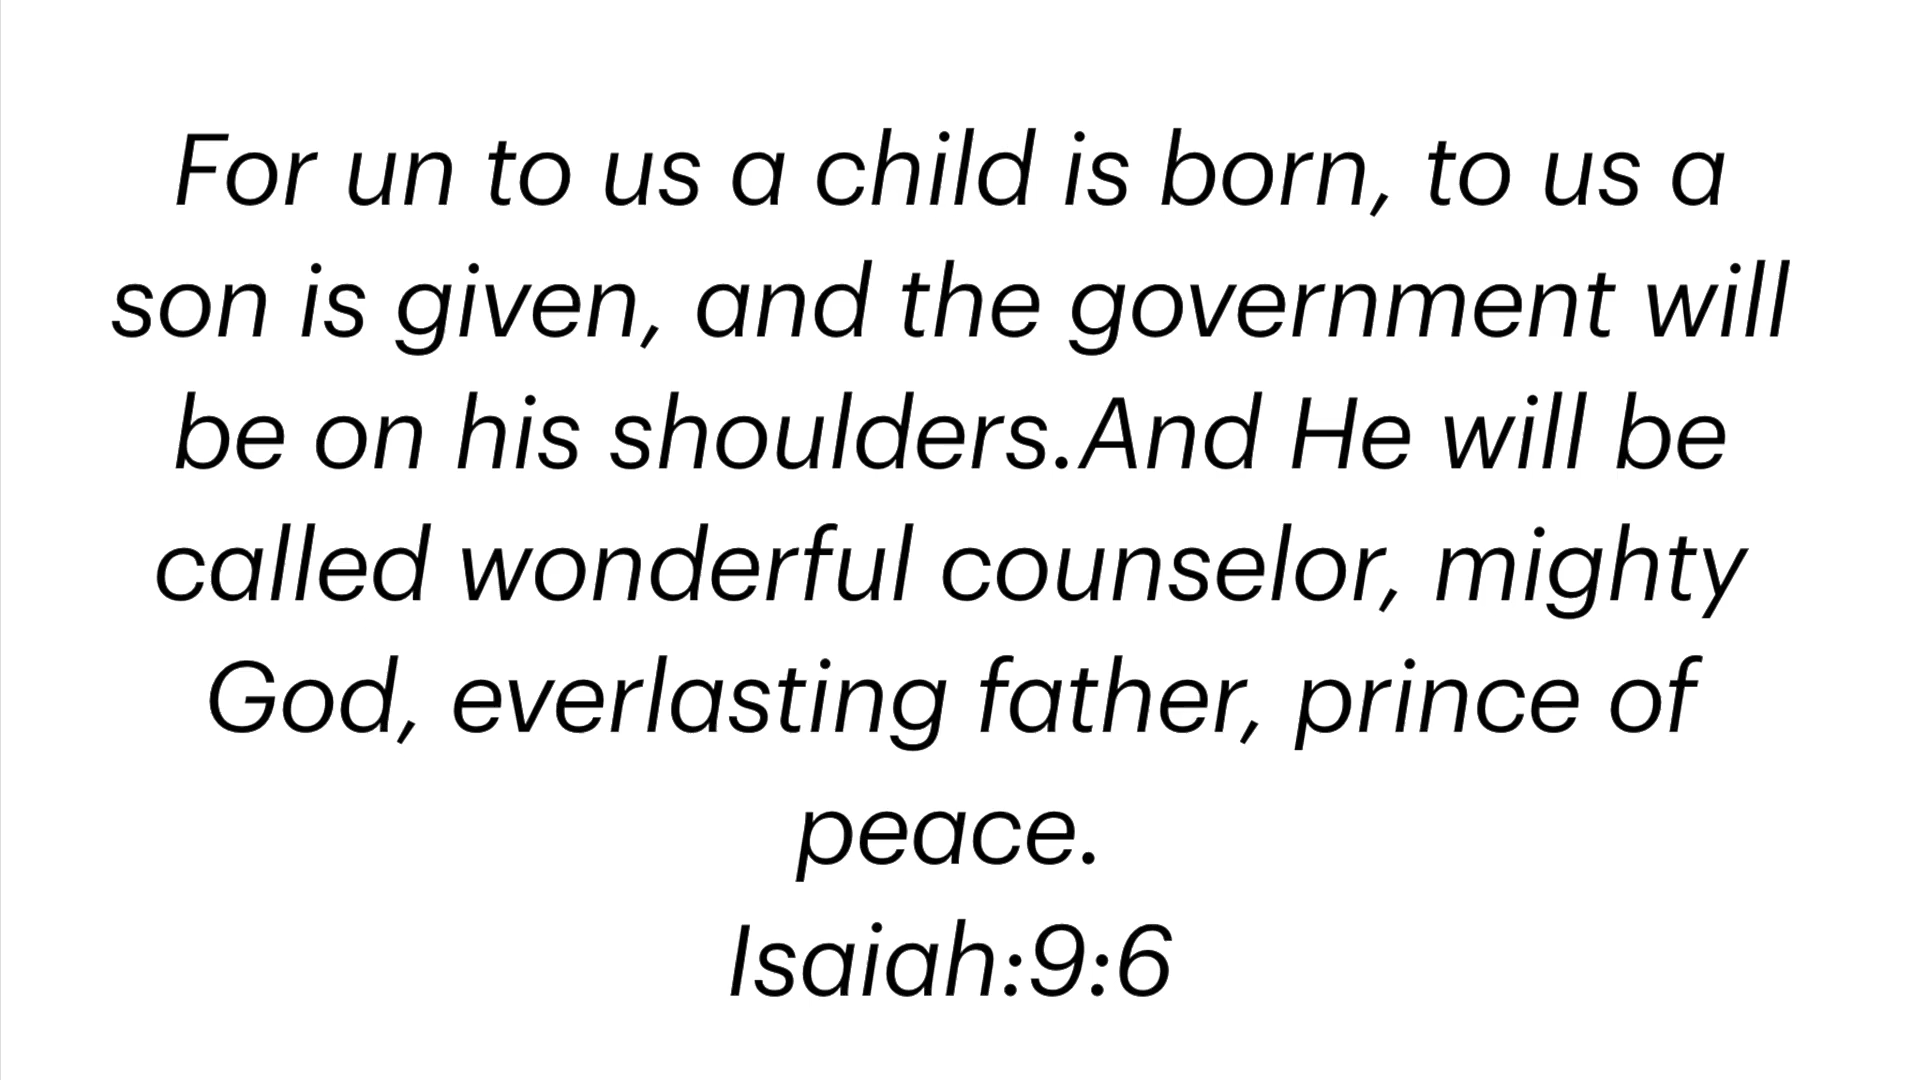 For un to us a child is born, to us a
son is given, and the government will
be on his shoulders.And He will be
called wonderful counselor, mighty
God, everlasting father, prince of
peace.
Isaiah:9:6